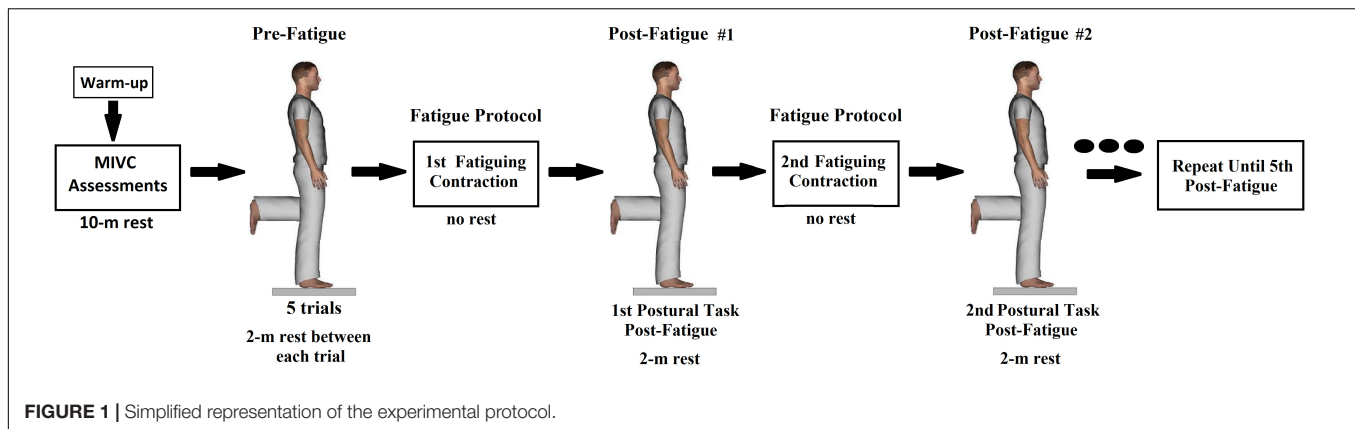 Pre-Fatigue
Post-Fatigue #1
Post-Fatigue #2
Warm-up
MIVC
Assessments
10-m rest
5 trials
2-m rest between
each trial
Fatigue Protocol
1st Fatiguing
Contraction
no rest
1st Postural Task
Post-Fatigue
2-m rest
Fatigue Protocol
2nd Fatiguing
Contraction
no rest
2nd Postural Task
Post-Fatigue
2-m rest
Repeat Until 5th
Post-Fatigue
FIGURE 1 | Simplified representation of the experimental protocol.